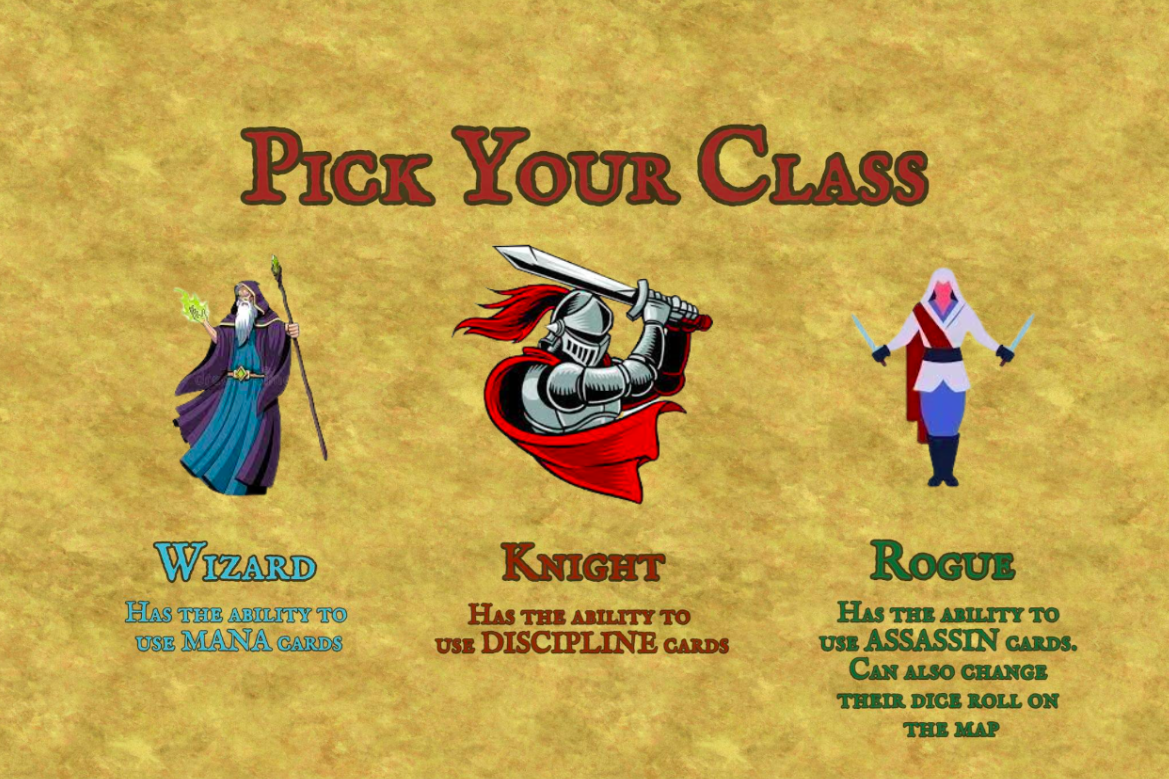 Pick Your Class
Wizard
Has the ability to
use MANA cards
Knight
Has the ability to
use DISCIPLINE cards
Rogue
Has the ability to
use ASSASSIN cards.
Can also change
their dice roll on
the map